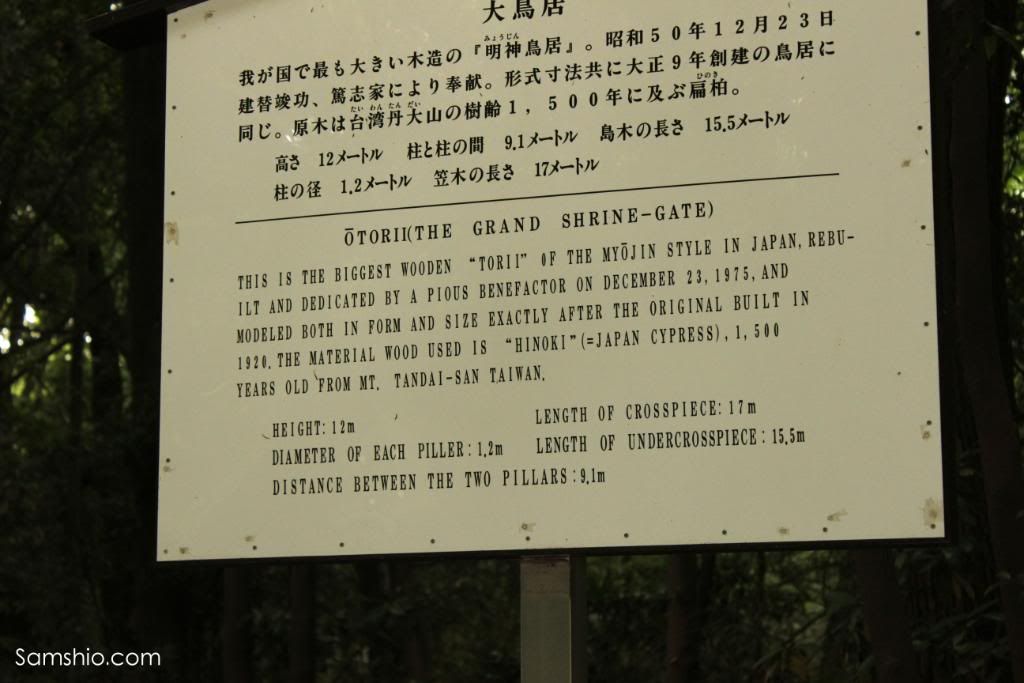 大鳥居
我が国で最も大きい木造の『明神鳥居』。昭和50年12月23日
建替竣功、篤志家により奉献。形式寸法共に大正9年創建の鳥居に
同じ。原木は台湾丹大山の樹齢1,500年に及ぶ扁柏。
高さ 12メートル 柱と柱の間 9.1メートル 島木の長さ 15.5メートル
柱の径 1.2メートル 笠木の長さ 17メートル
ŌTORII(THE GRAND SHRINE-GATE)
THIS IS THE BIGGEST WOODEN “TORII” OF THE MYŌJIN STYLE IN JAPAN, REBU-
ILT AND DEDICATED BY A PIOUS BENEFACTOR ON DECEMBER 23, 1975, AND
MODELED BOTH IN FORM AND SIZE EXACTLY AFTER THE ORIGINAL BUILT IN
1920. THE MATERIAL WOOD USED IS “HINOKI”(=JAPAN CYPRESS), 1, 500
YEARS OLD FROM MT. TANDAI-SAN TAIWAN.
HEIGHT: 12m LENGTH OF CROSSPIECE: 17m
DIAMETER OF EACH PILLER: 1.2m LENGTH OF UNDERCROSSPIECE: 15.5m
DISTANCE BETWEEN THE TWO PILLARS: 9.1m
Samshio.com